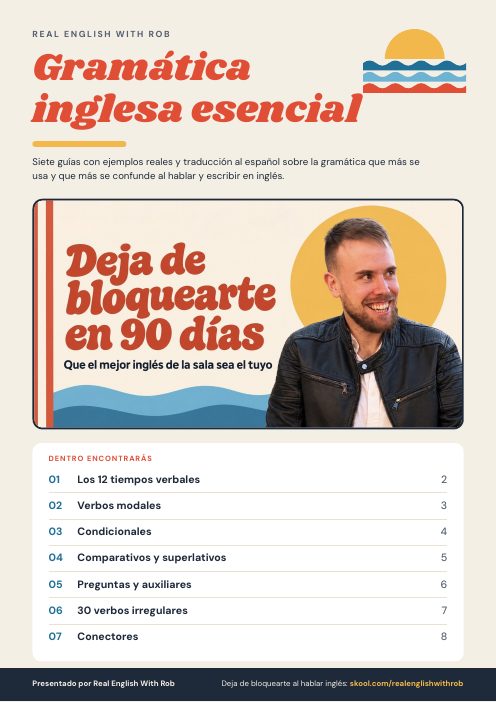 REAL ENGLISH WITH ROB
Gramática
inglesa esencial
Siete guías con ejemplos reales y traducción al español sobre la gramática que más se
usa y que más se confunde al hablar y escribir en inglés.
Deja de
bloquearte
en 90 días
Que el mejor inglés de la sala sea el tuyo
DENTRO ENCONTRARÁS
01 Los 12 tiempos verbales 2
02 Verbos modales 3
03 Condicionales 4
04 Comparativos y superlativos 5
05 Preguntas y auxiliares 6
06 30 verbos irregulares 7
07 Conectores 8
Presentado por Real English With Rob Deja de bloquearte al hablar inglés: skool.com/realenglishwithrob